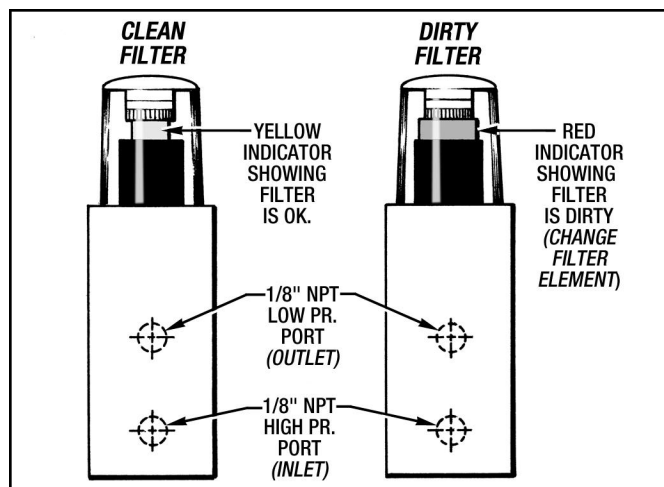 CLEAN
FILTER
DIRTY
FILTER
YELLOW
INDICATOR
SHOWING
FILTER
IS OK.
RED
INDICATOR
SHOWING
FILTER
IS DIRTY
(CHANGE
FILTER
ELEMENT)
1/8" NPT
LOW PR.
PORT
(OUTLET)
1/8" NPT
HIGH PR.
PORT
(INLET)